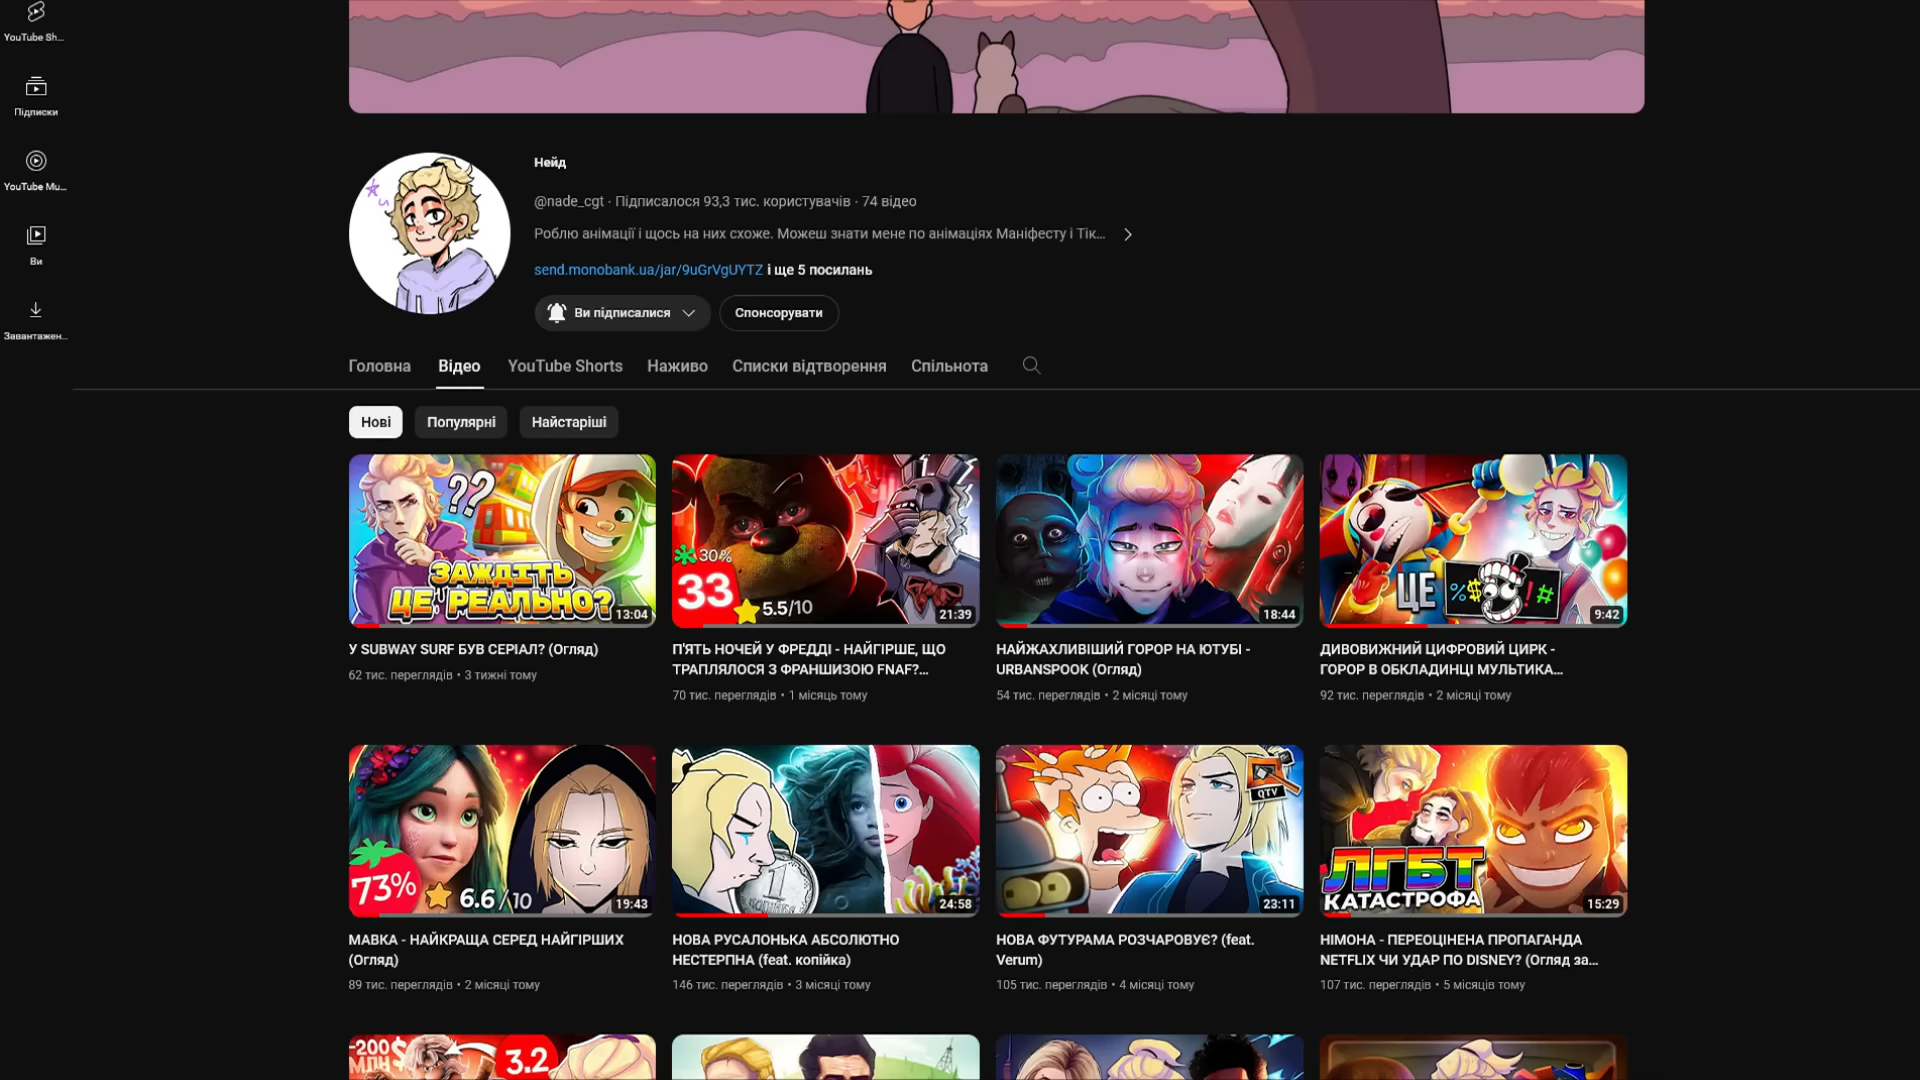 YouTube Sh...
Підписки
YouTube Mu...
Ви
Завантажен...
Нейд
@nade_cgt · Підписалося 93,3 тис. користувачів · 74 відео
Роблю анімації і щось на них схоже. Можеш знати мене по анімаціях Маніфесту і Тік...
send.monobank.ua/jar/9uGrVgUYTZ і ще 5 посилань
Ви підписалися
Спонсорувати
Головна Відео YouTube Shorts Наживо Списки відтворення Спільнота
Нові Популярні Найстаріші
??
ЗАЖДІТЬ
ЦЕ РЕАЛЬНО?
13:04
30%
33
5.5/10
21:39
18:44
ЦЕ %$ !#
9:42
У SUBWAY SURF БУВ СЕРІАЛ? (Огляд)
62 тис. переглядів • 3 тижні тому
П'ЯТЬ НОЧЕЙ У ФРЕДДІ - НАЙГІРШЕ, ЩО
ТРАПЛЯЛОСЯ З ФРАНШИЗОЮ FNAF?...
70 тис. переглядів • 1 місяць тому
НАЙЖАХЛИВІШИЙ ГОРОР НА ЮТУБІ -
URBANSPOOK (Огляд)
54 тис. переглядів • 2 місяці тому
ДИВОВИЖНИЙ ЦИФРОВИЙ ЦИРК -
ГОРОР В ОБКЛАДИНЦІ МУЛЬТИКА...
92 тис. переглядів • 2 місяці тому
73%
6.6/10
19:43
1
24:58
QTV
23:11
ЛГБТ
КАТАСТРОФА
15:29
МАВКА - НАЙКРАЩА СЕРЕД НАЙГІРШИХ
(Огляд)
89 тис. переглядів • 2 місяці тому
НОВА РУСАЛОНЬКА АБСОЛЮТНО
НЕСТЕРПНА (feat. копійка)
146 тис. переглядів • 3 місяці тому
НОВА ФУТУРАМА РОЗЧАРОВУЄ? (feat.
Verum)
105 тис. переглядів • 4 місяці тому
НІМОНА - ПЕРЕОЦІНЕНА ПРОПАГАНДА
NETFLIX ЧИ УДАР ПО DISNEY? (Огляд за...
107 тис. переглядів • 5 місяців тому
-200$
МЛН
3.2